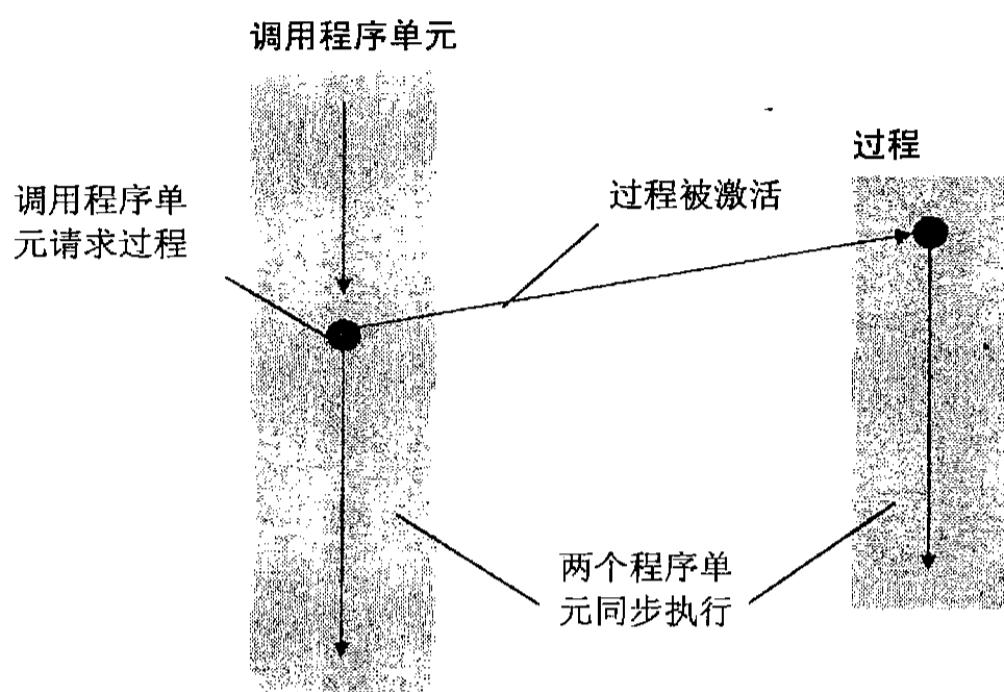 调用程序单元
过程
调用程序单
元请求过程
过程被激活
两个程序单
元同步执行